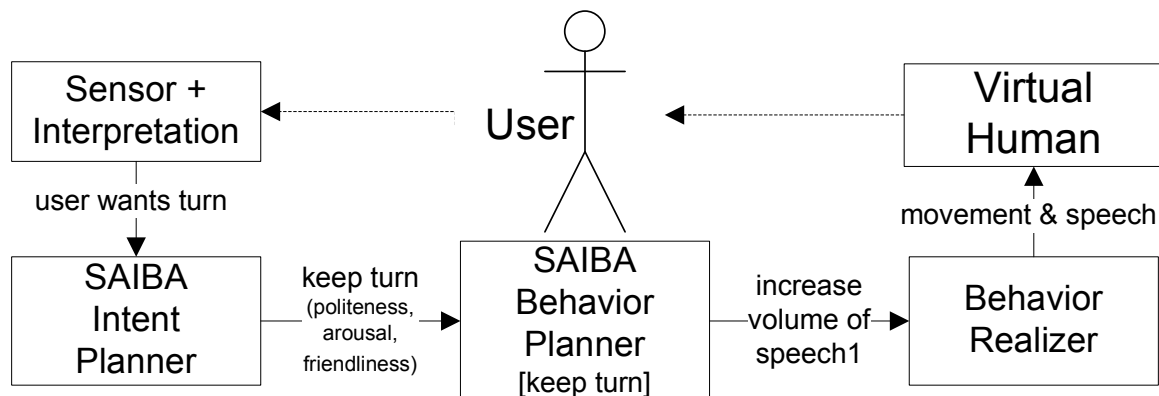 Sensor +
Interpretation
User
Virtual
Human
user wants turn
movement & speech
SAIBA
Intent
Planner
keep turn
(politeness,
arousal,
friendliness)
SAIBA
Behavior
Planner
[keep turn]
increase
volume of
speech1
Behavior
Realizer